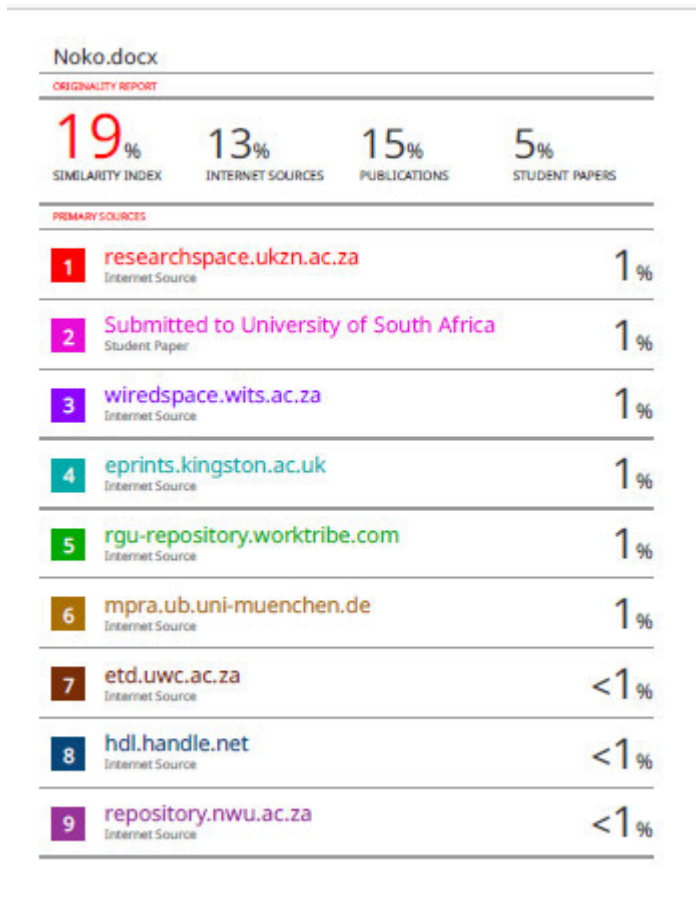 Noko.docx
ORIGINALITY REPORT
19% 13% 15% 5%
SIMILARITY INDEX INTERNET SOURCES PUBLICATIONS STUDENT PAPERS
PRIMARY SOURCES
1 researchspace.ukzn.ac.za 1%
Internet Source
2 Submitted to University of South Africa 1%
Student Paper
3 wiredspace.wits.ac.za 1%
Internet Source
4 eprints.kingston.ac.uk 1%
Internet Source
5 rgu-repository.worktribe.com 1%
Internet Source
6 mpra.ub.uni-muenchen.de 1%
Internet Source
7 etd.uwc.ac.za <1%
Internet Source
8 hdl.handle.net <1%
Internet Source
9 repository.nwu.ac.za <1%
Internet Source